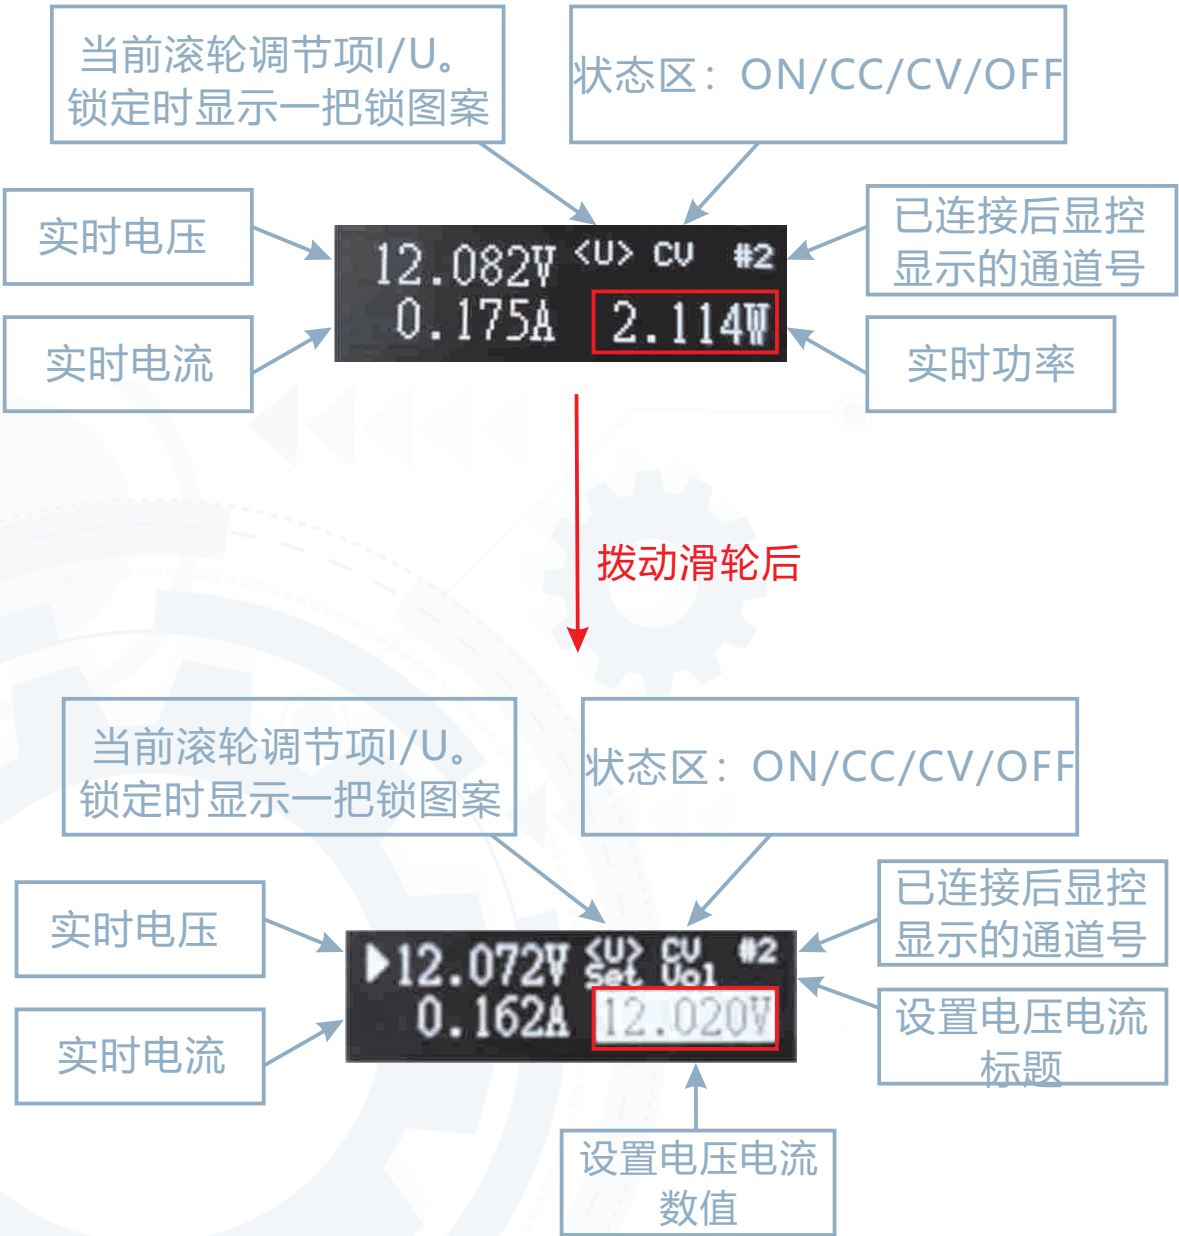 当前滚轮调节项I/U。
锁定时显示一把锁图案
状态区：ON/CC/CV/OFF
实时电压
已连接后显控
显示的通道号
12.082V <U> CV #2
0.175A 2.114W
实时电流
实时功率
拨动滑轮后
当前滚轮调节项I/U。
锁定时显示一把锁图案
状态区：ON/CC/CV/OFF
实时电压
已连接后显控
显示的通道号
▶12.072V <U> CV #2
Set Vol
0.162A 12.020V
实时电流
设置电压电流
标题
设置电压电流
数值